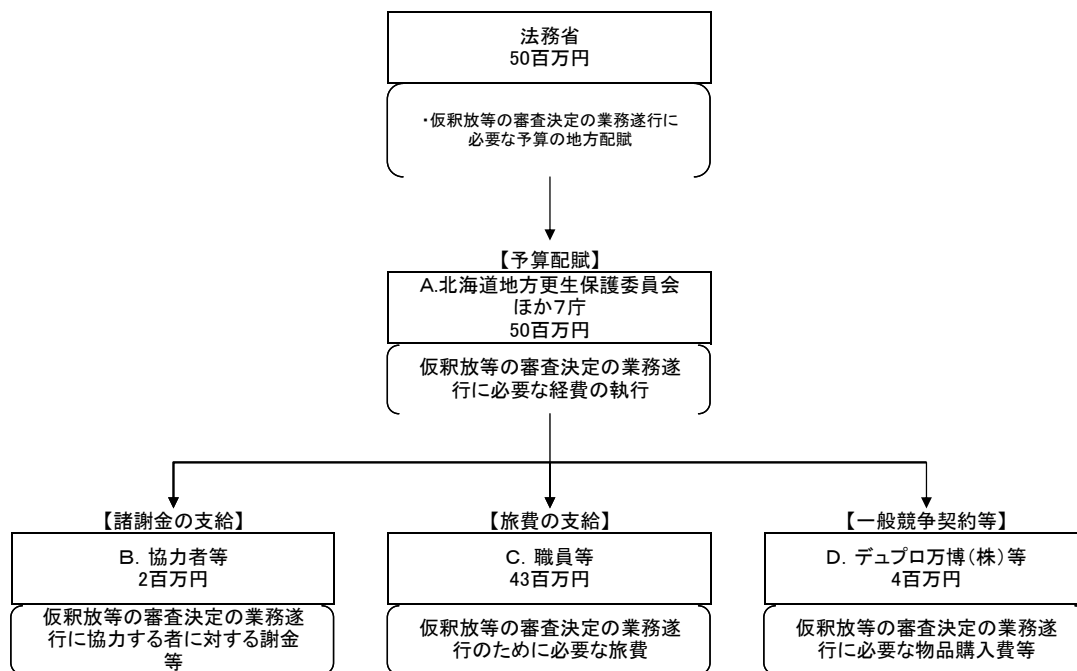 法務省
50百万円
・仮釈放等の審査決定の業務遂行に
必要な予算の地方配賦
【予算配賦】
A.北海道地方更生保護委員会
ほか7庁
50百万円
仮釈放等の審査決定の業務遂
行に必要な経費の執行
【諸謝金の支給】
B．協力者等
2百万円
仮釈放等の審査決定の業務遂
行に協力する者に対する謝金
等
【旅費の支給】
C．職員等
43百万円
仮釈放等の審査決定の業務遂
行のために必要な旅費
【一般競争契約等】
D．デュプロ万博（株）等
4百万円
仮釈放等の審査決定の業務遂
行に必要な物品購入費等